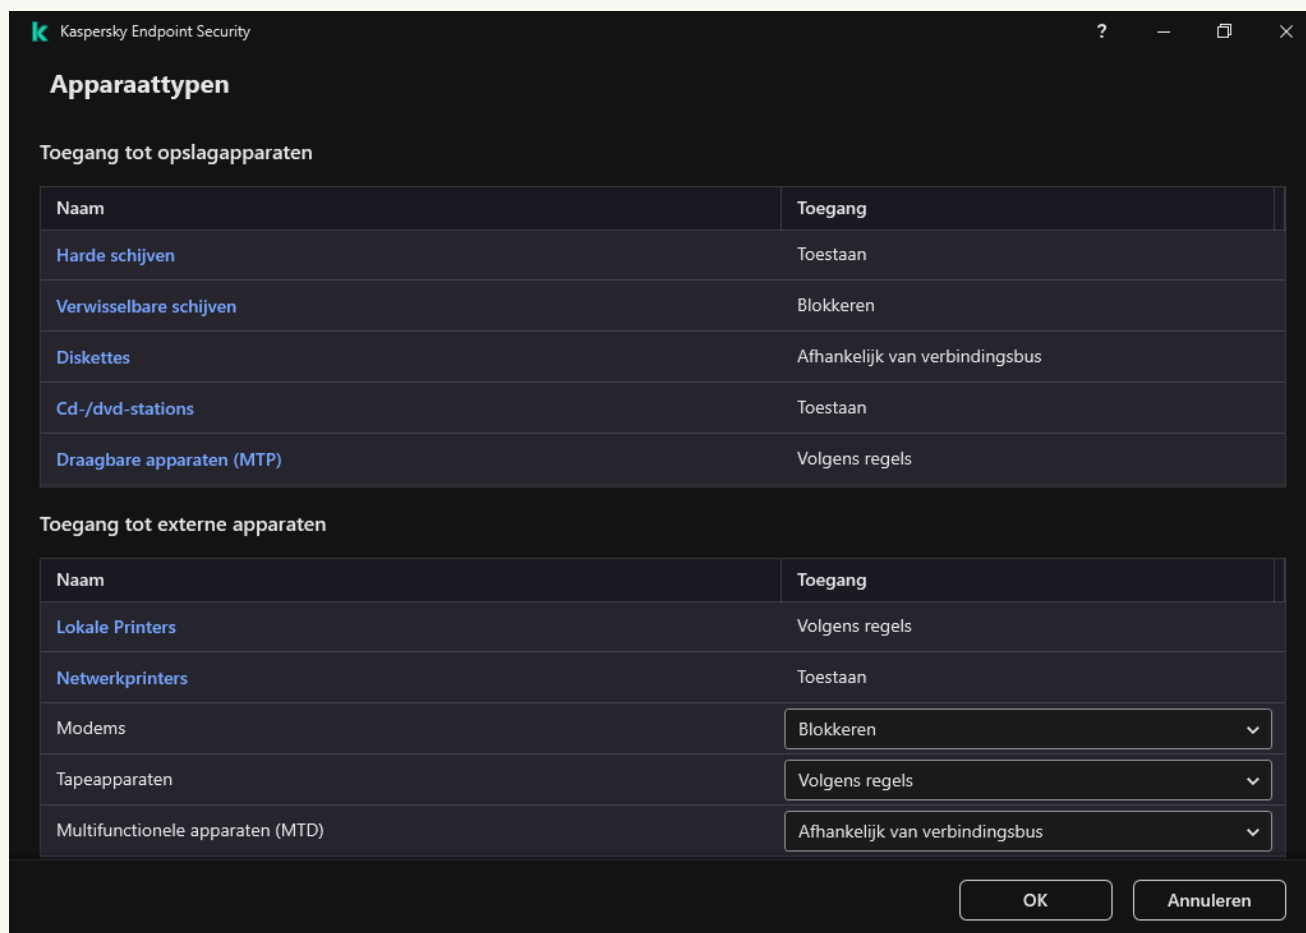 Kaspersky Endpoint Security ?
Apparaattypen
Toegang tot opslagapparaten
Naam Toegang
Harde schijven Toestaan
Verwisselbare schijven Blokkeren
Diskettes Afhankelijk van verbindingsbus
Cd-/dvd-stations Toestaan
Draagbare apparaten (MTP) Volgens regels
Toegang tot externe apparaten
Naam Toegang
Lokale Printers Volgens regels
Netwerkprinters Toestaan
Modems Blokkeren
Tapeapparaten Volgens regels
Multifunctionele apparaten (MTD) Afhankelijk van verbindingsbus
OK Annuleren